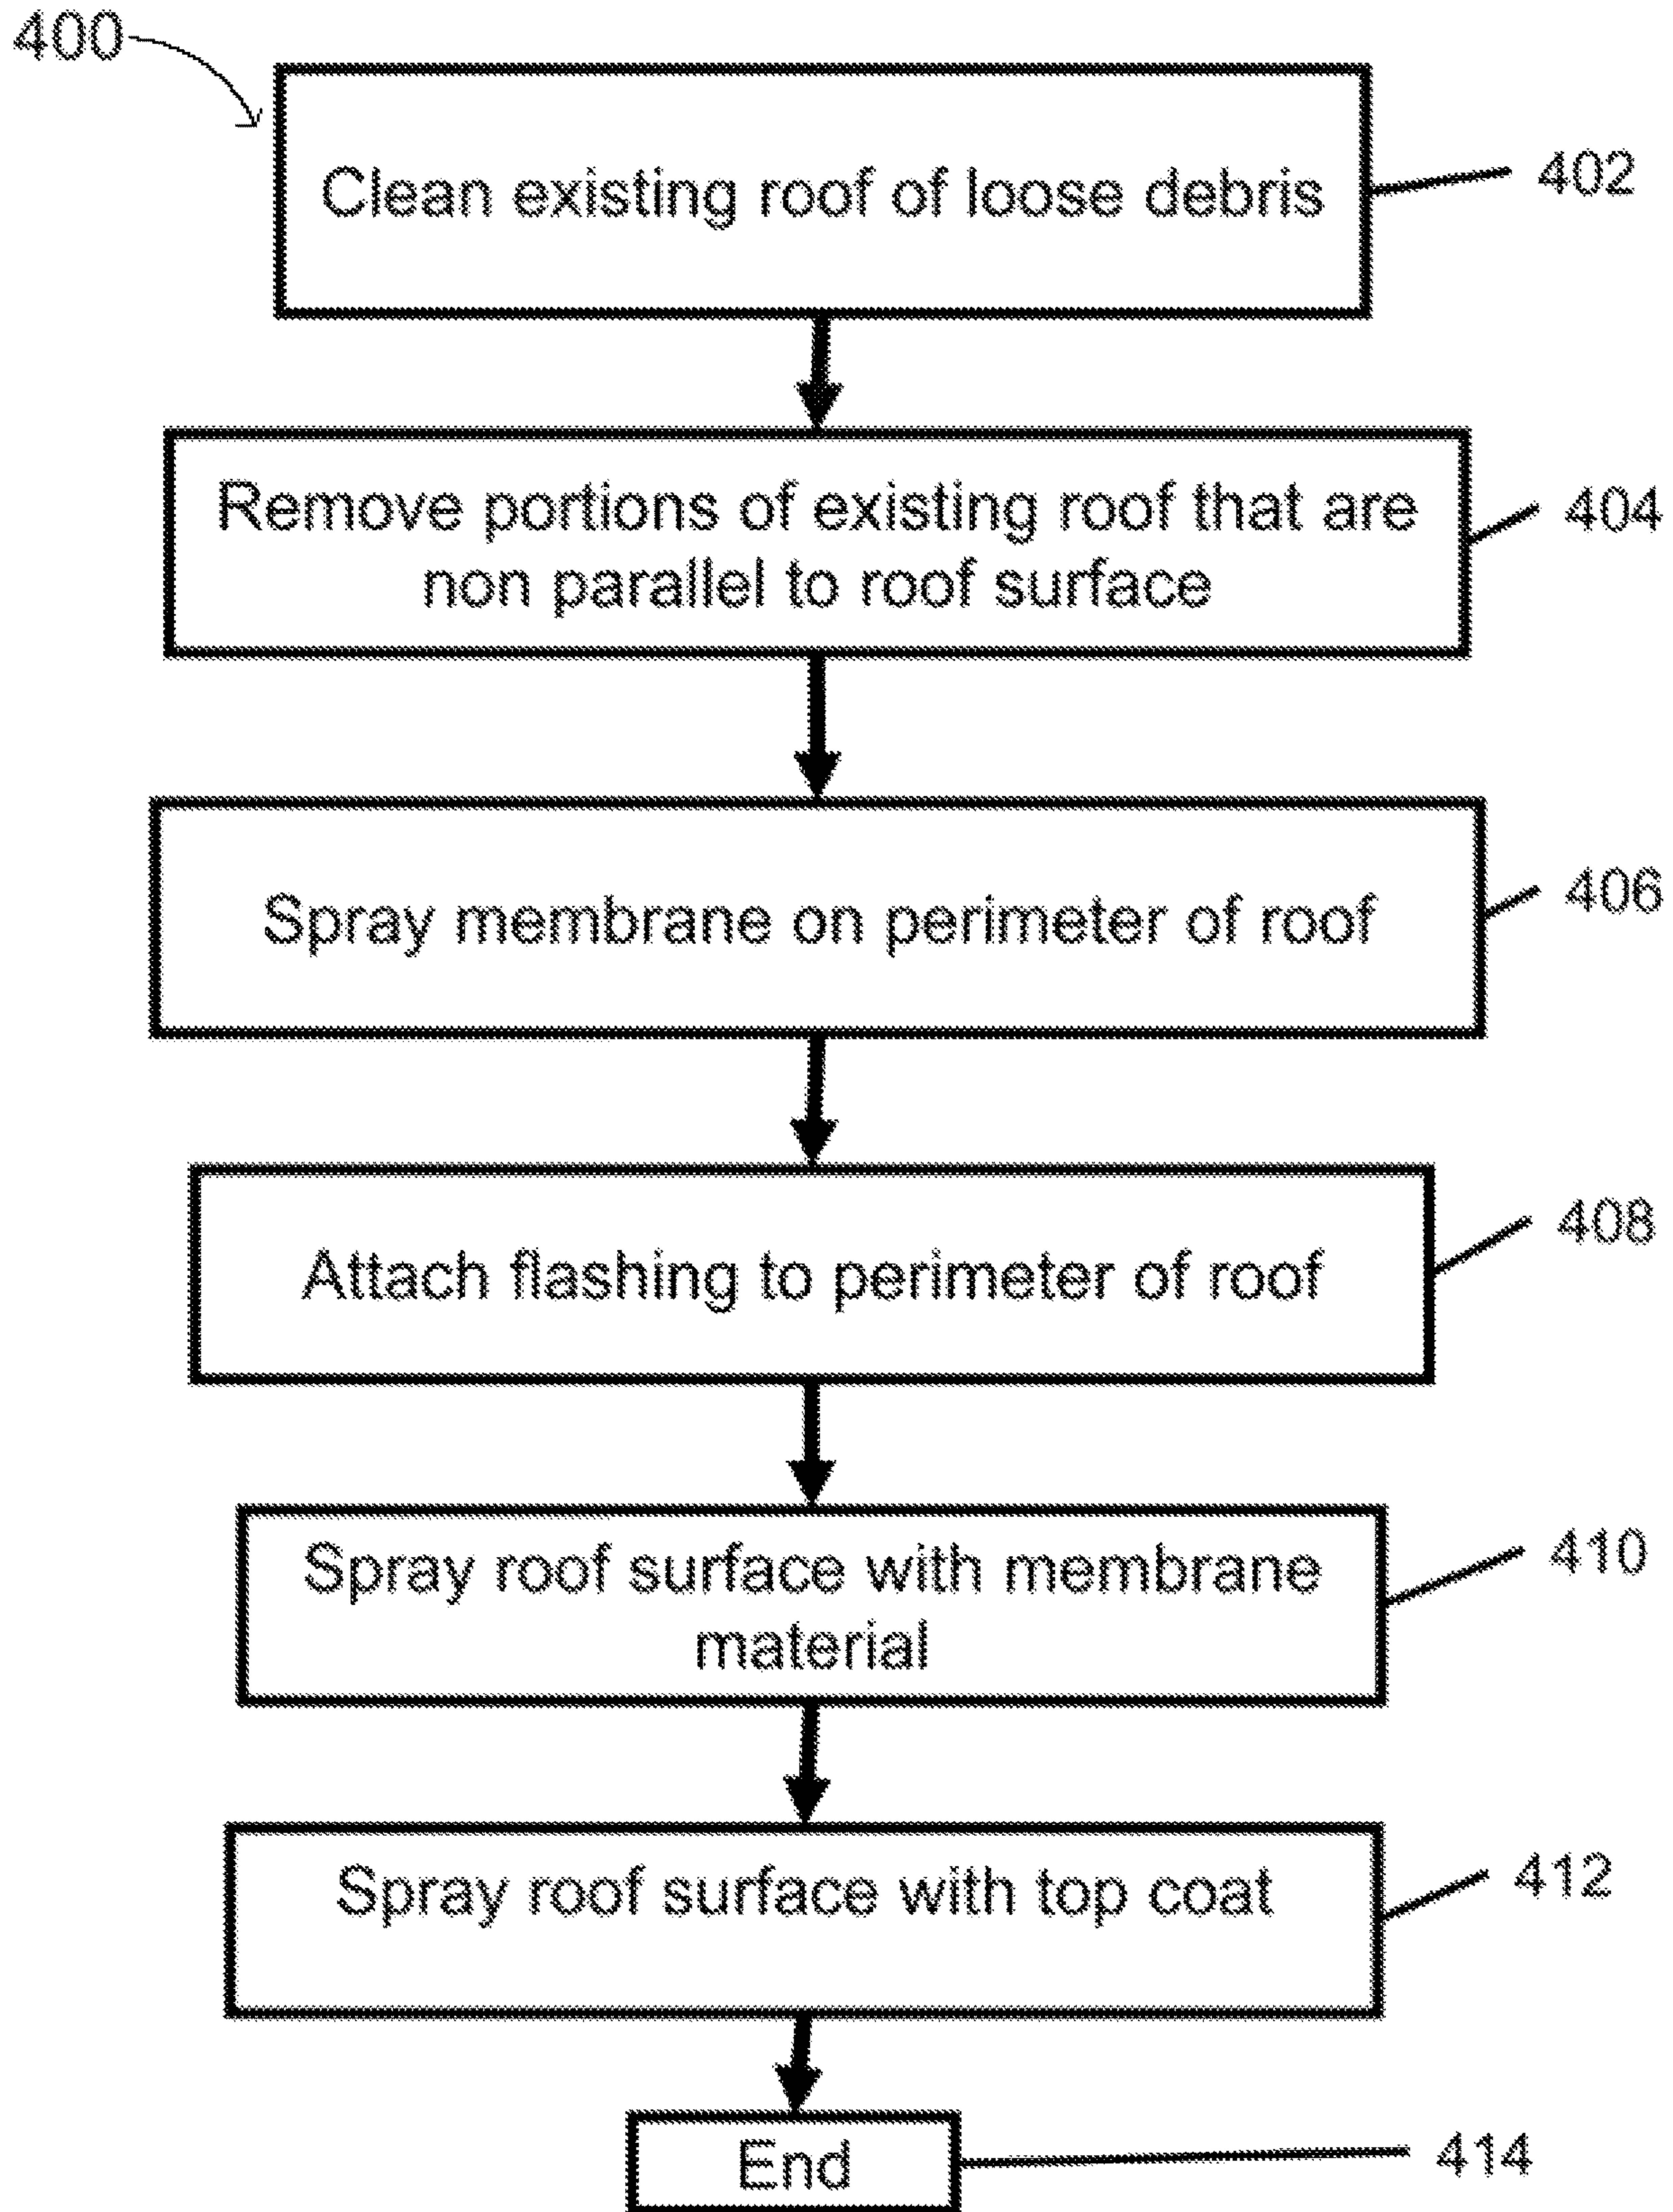 400
Clean existing roof of loose debris
402
Remove portions of existing roof that are
non parallel to roof surface
404
Spray membrane on perimeter of roof
406
Attach flashing to perimeter of roof
408
Spray roof surface with membrane
material
410
Spray roof surface with top coat
412
End
414